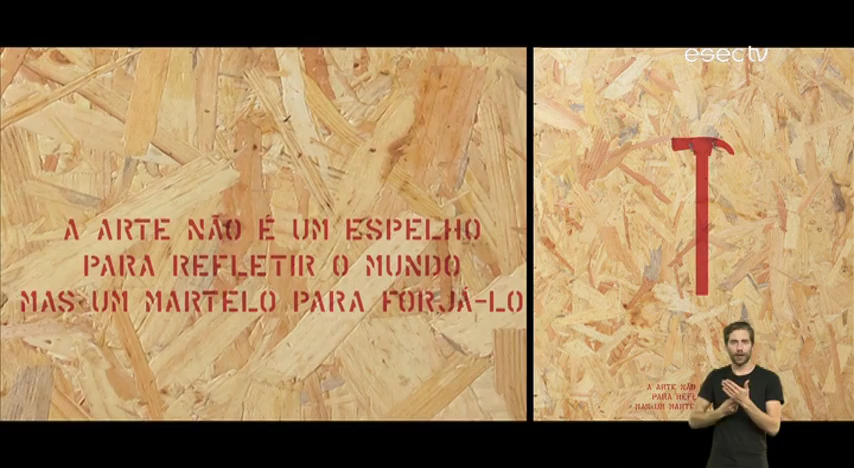 esectv
A ARTE NÃO É UM ESPELHO
PARA REFLETIR O MUNDO
MAS UM MARTELO PARA FORJÁ-LO
A ARTE NÃO
PARA REFE
MAS UM MARTE